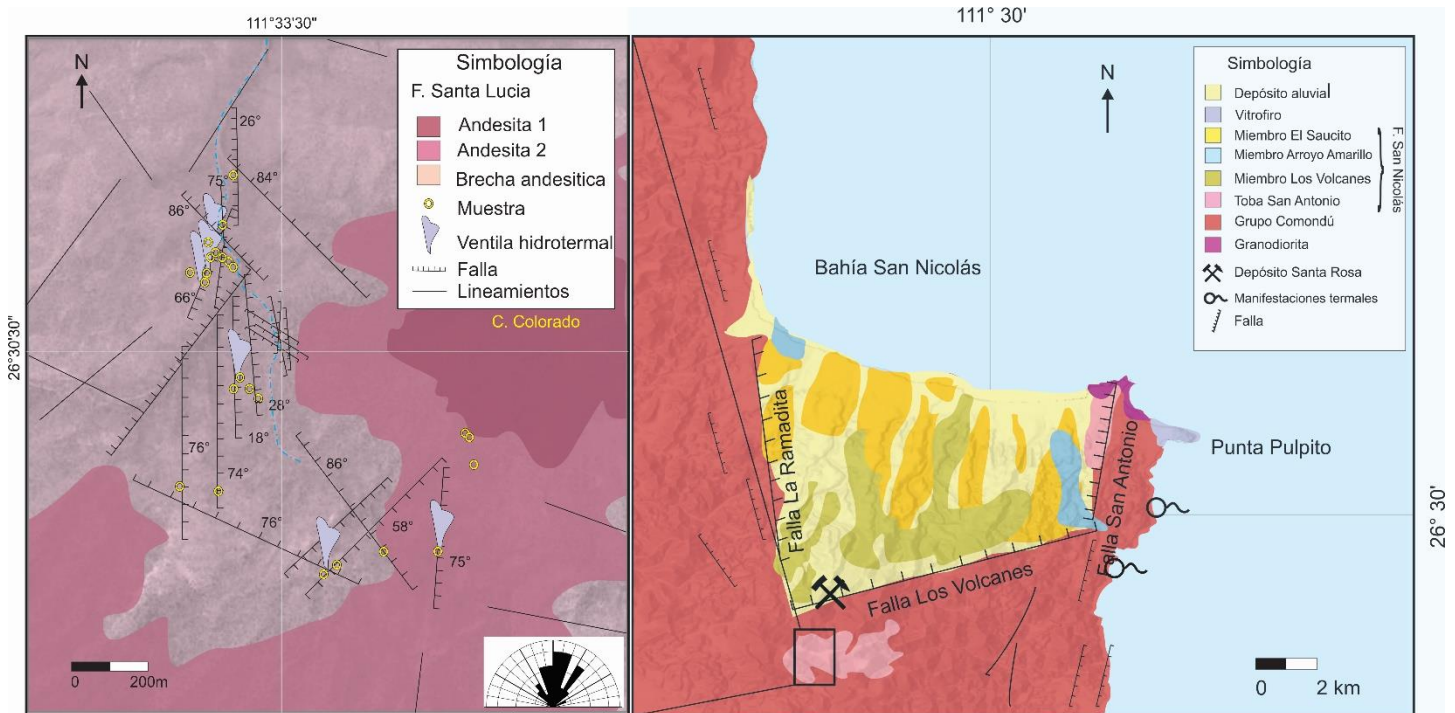 111°33'30"
26°30'30"
N
Simbología
F. Santa Lucia
Andesita 1
Andesita 2
Brecha andesitica
Muestra
Ventila hidrotermal
Falla
Lineamientos
C. Colorado
26°
75°
84°
86°
66°
28°
18°
76°
74°
86°
76°
58°
75°
0
200m
111° 30'
26° 30'
N
Simbología
Depósito aluvial
Vitrofiro
Miembro El Saucito
Miembro Arroyo Amarillo
Miembro Los Volcanes
Toba San Antonio
F. San Nicolás
Grupo Comondú
Granodiorita
Depósito Santa Rosa
Manifestaciones termales
Falla
Bahía San Nicolás
Punta Pulpito
Falla La Ramadita
Falla San Antonio
Falla Los Volcanes
0
2 km